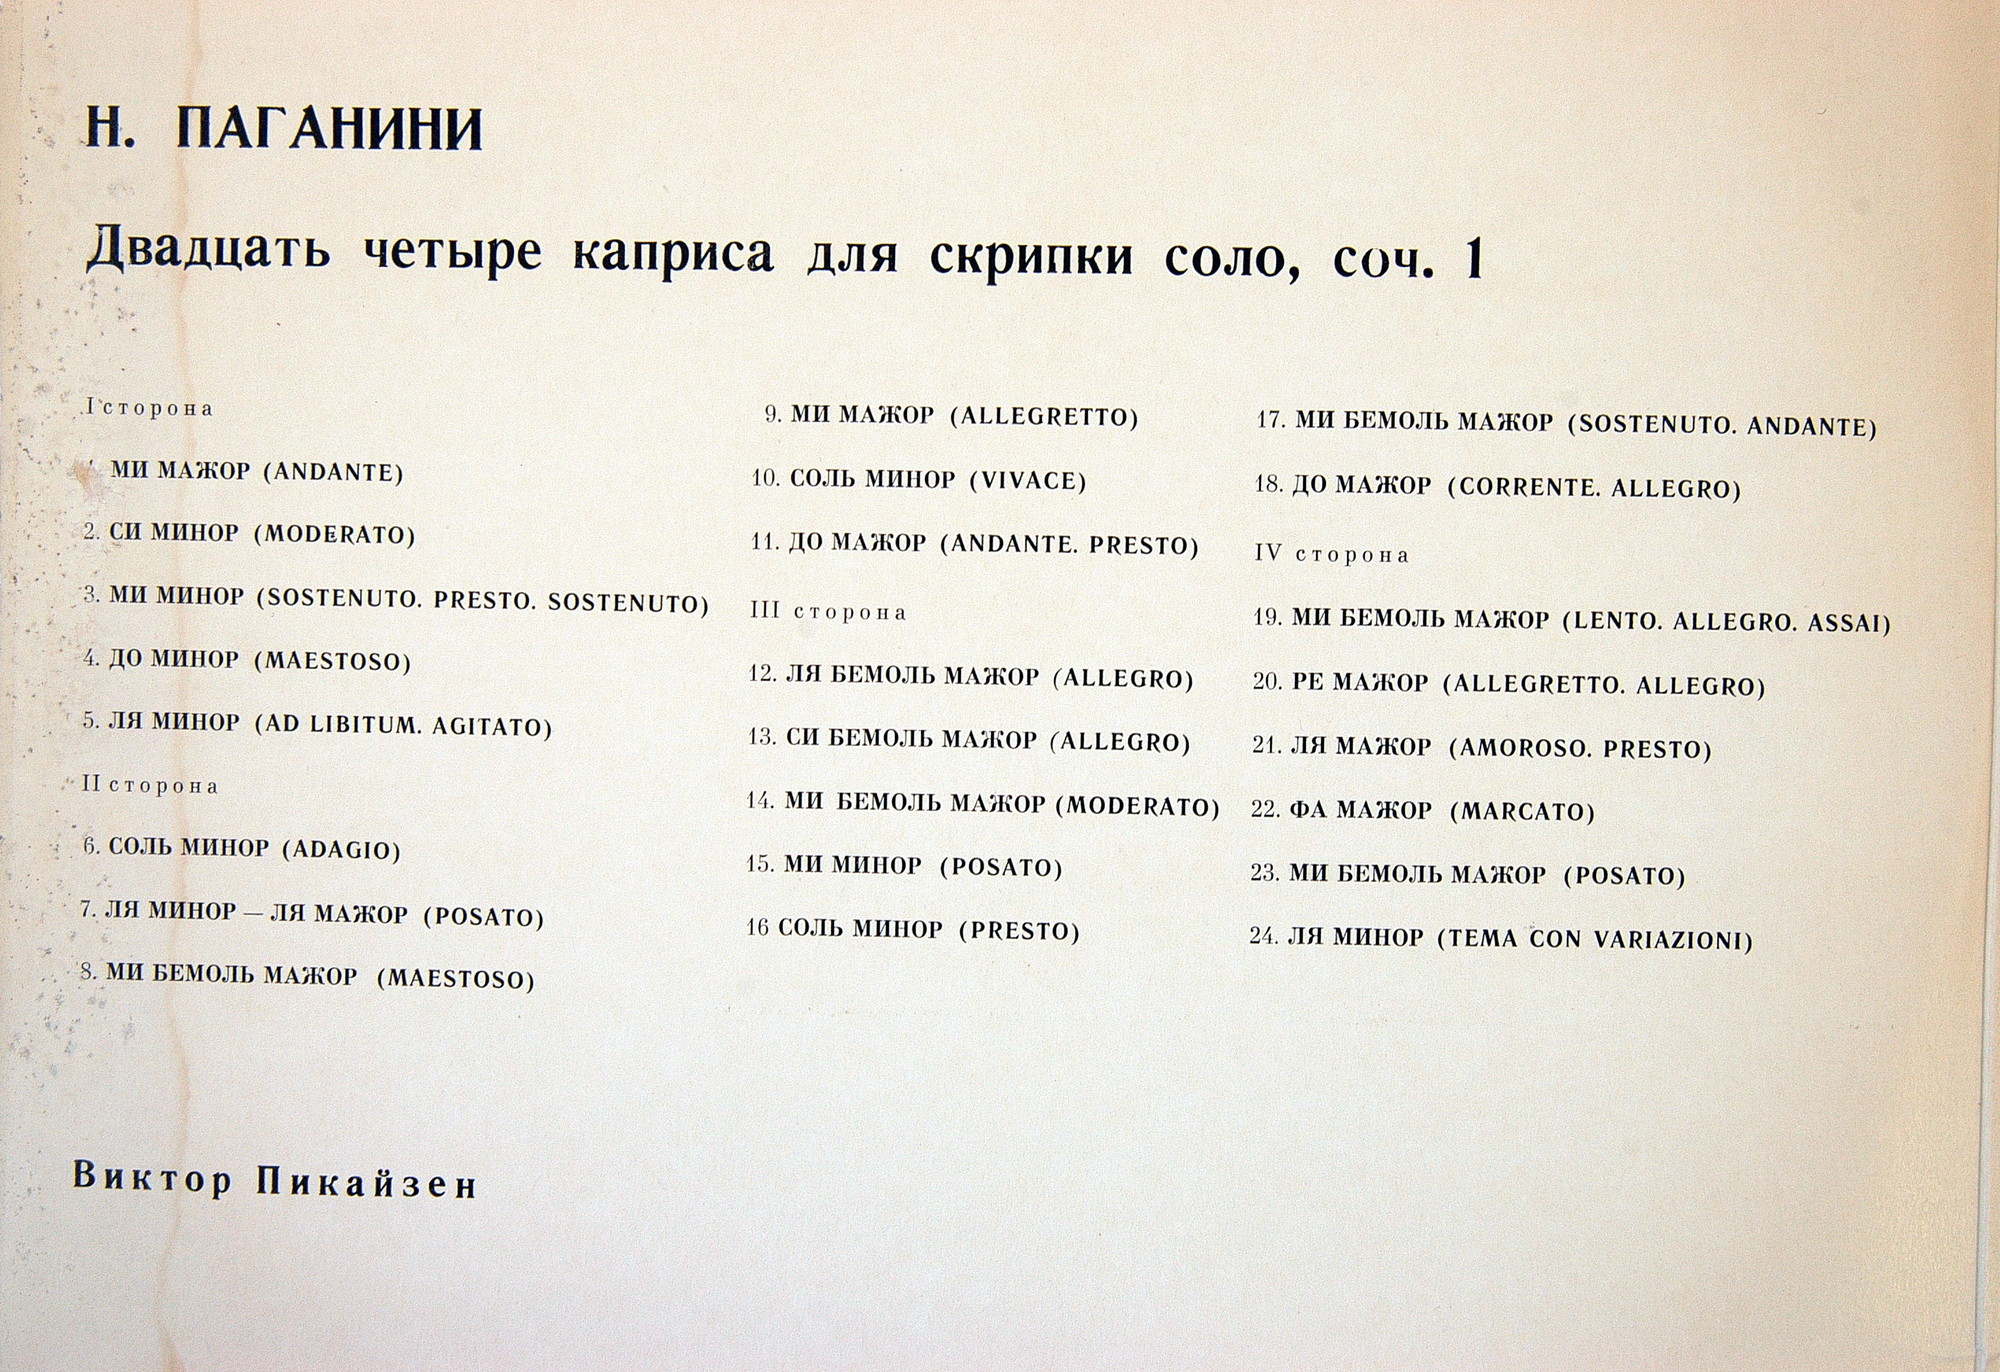 Н. ПАГАНИНИ
Двадцать четыре каприса для скрипки соло, соч. 1
I сторона
МИ МАЖОР (ANDANTE)
2. СИ МИНОР (MODERATO)
3. МИ МИНОР (SOSTENUTO. PRESTO. SOSTENUTO)
4. ДО МИНОР (MAESTOSO)
5. ЛЯ МИНОР (AD LIBITUM. AGITATO)
II сторона
6. СОЛЬ МИНОР (ADAGIO)
7. ЛЯ МИНОР — ЛЯ МАЖОР (POSATO)
8. МИ БЕМОЛЬ МАЖОР (MAESTOSO)
9. МИ МАЖОР (ALLEGRETTO)
10. СОЛЬ МИНОР (VIVACE)
11. ДО МАЖОР (ANDANTE. PRESTO)
III сторона
12. ЛЯ БЕМОЛЬ МАЖОР (ALLEGRO)
13. СИ БЕМОЛЬ МАЖОР (ALLEGRO)
14. МИ БЕМОЛЬ МАЖОР (MODERATO)
15. МИ МИНОР (POSATO)
16 СОЛЬ МИНОР (PRESTO)
17. МИ БЕМОЛЬ МАЖОР (SOSTENUTO. ANDANTE)
18. ДО МАЖОР (CORRENTE. ALLEGRO)
IV сторона
19. МИ БЕМОЛЬ МАЖОР (LENTO. ALLEGRO. ASSAI)
20. РЕ МАЖОР (ALLEGRETTO. ALLEGRO)
21. ЛЯ МАЖОР (AMOROSO. PRESTO)
22. ФА МАЖОР (MARCATO)
23. МИ БЕМОЛЬ МАЖОР (POSATO)
24. ЛЯ МИНОР (TEMA CON VARIAZIONI)
Виктор Пикайзен